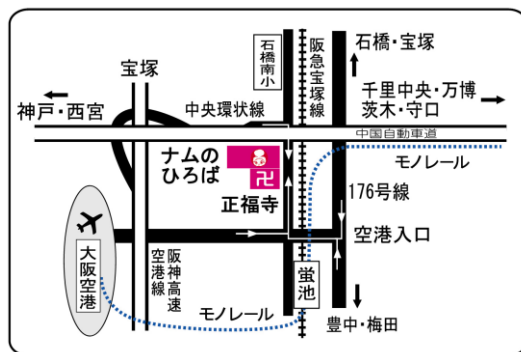 石橋南小
阪急宝塚線
石橋・宝塚
宝塚
千里中央・万博
茨木・守口
神戸・西宮
中央環状線
中国自動車道
ナムの
ひろば
卍
モノレール
正福寺
176号線
大阪空港
阪神高速
空港線
空港入口
蛍池
モノレール
豊中・梅田